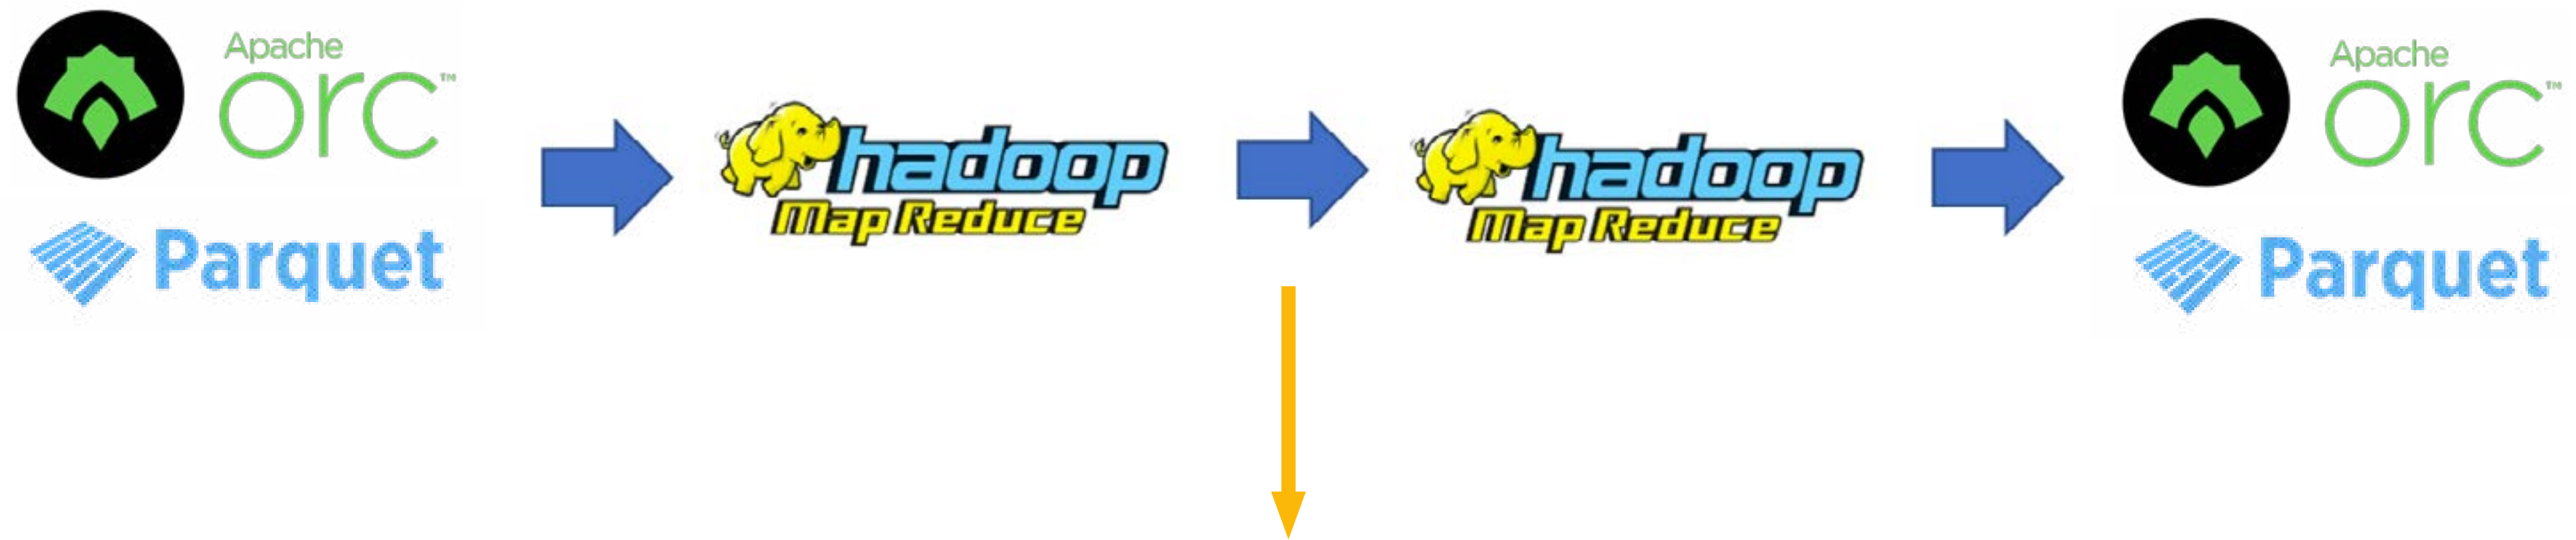 Apache
orc™
Parquet
hadoop
Map Reduce
hadoop
Map Reduce
Apache
orc™
Parquet